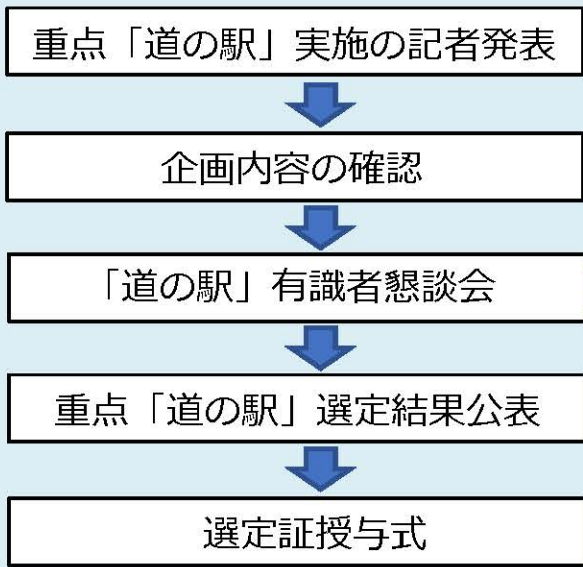 重点「道の駅」実施の記者発表
企画内容の確認
「道の駅」有識者懇談会
重点「道の駅」選定結果公表
選定証授与式